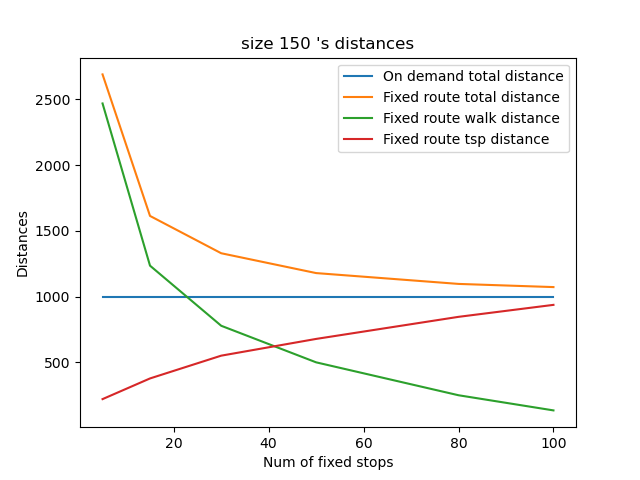 size 150 's distances
On demand total distance
Fixed route total distance
Fixed route walk distance
Fixed route tsp distance
Distances
2500
2000
1500
1000
500
20 40 60 80 100
Num of fixed stops